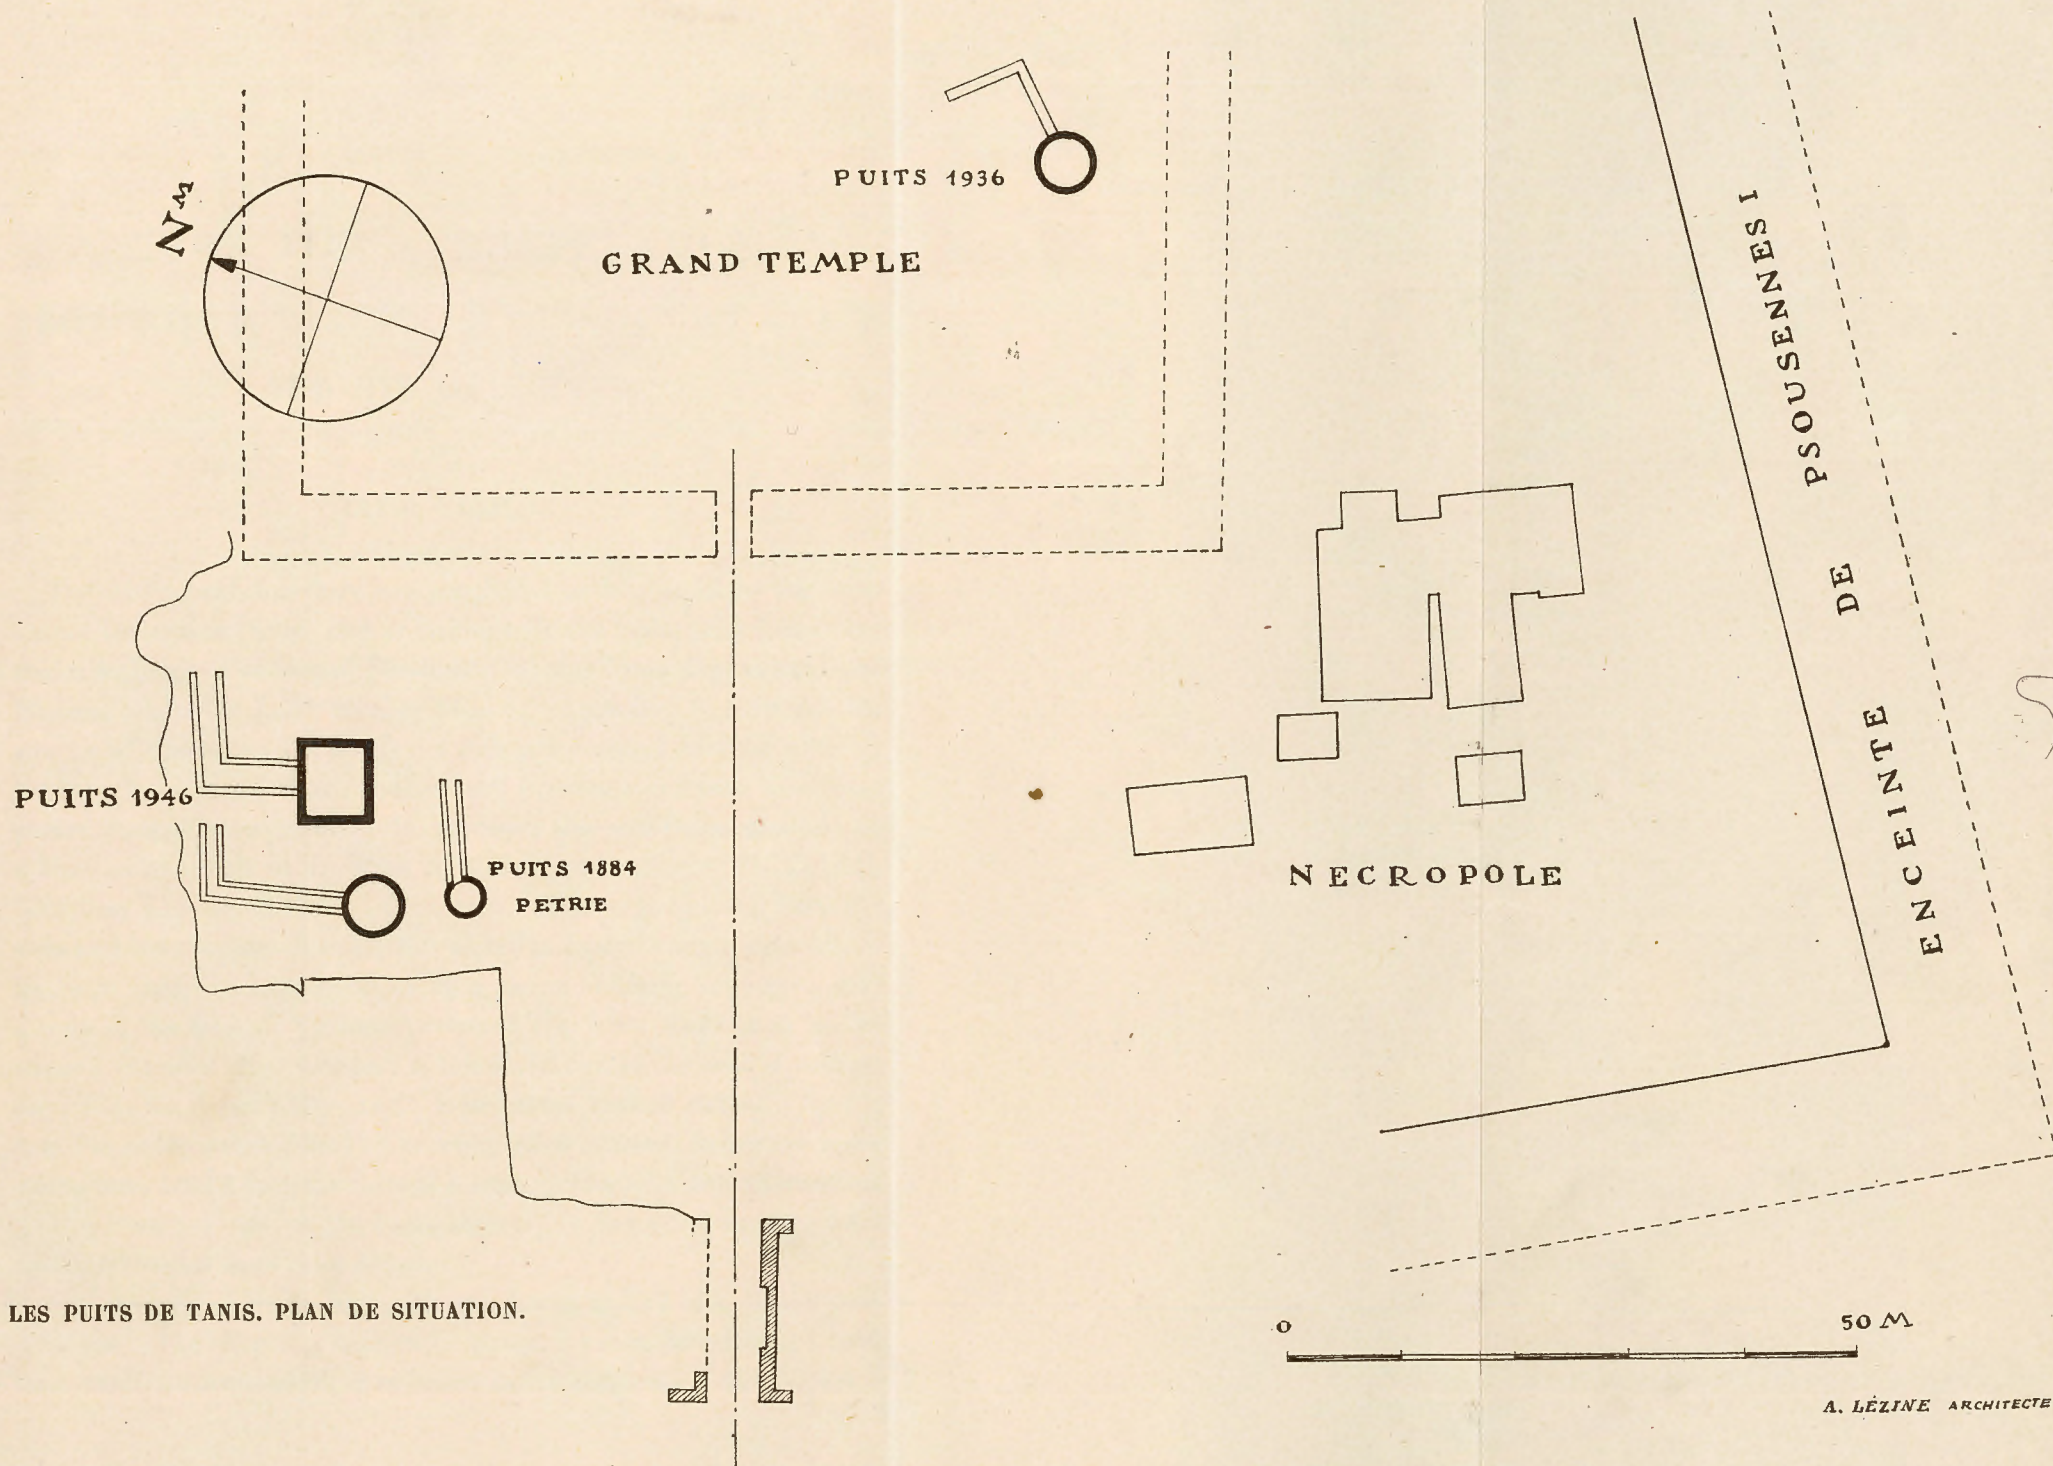 PUITS 1936
Nm
GRAND TEMPLE
ENCEINTE DE PSOUSENNES I
PUITS 1946
PUITS 1884
PETRIE
NECROPOLE
LES PUITS DE TANIS. PLAN DE SITUATION.
0 50 M
A. LÉZINE ARCHITECTE